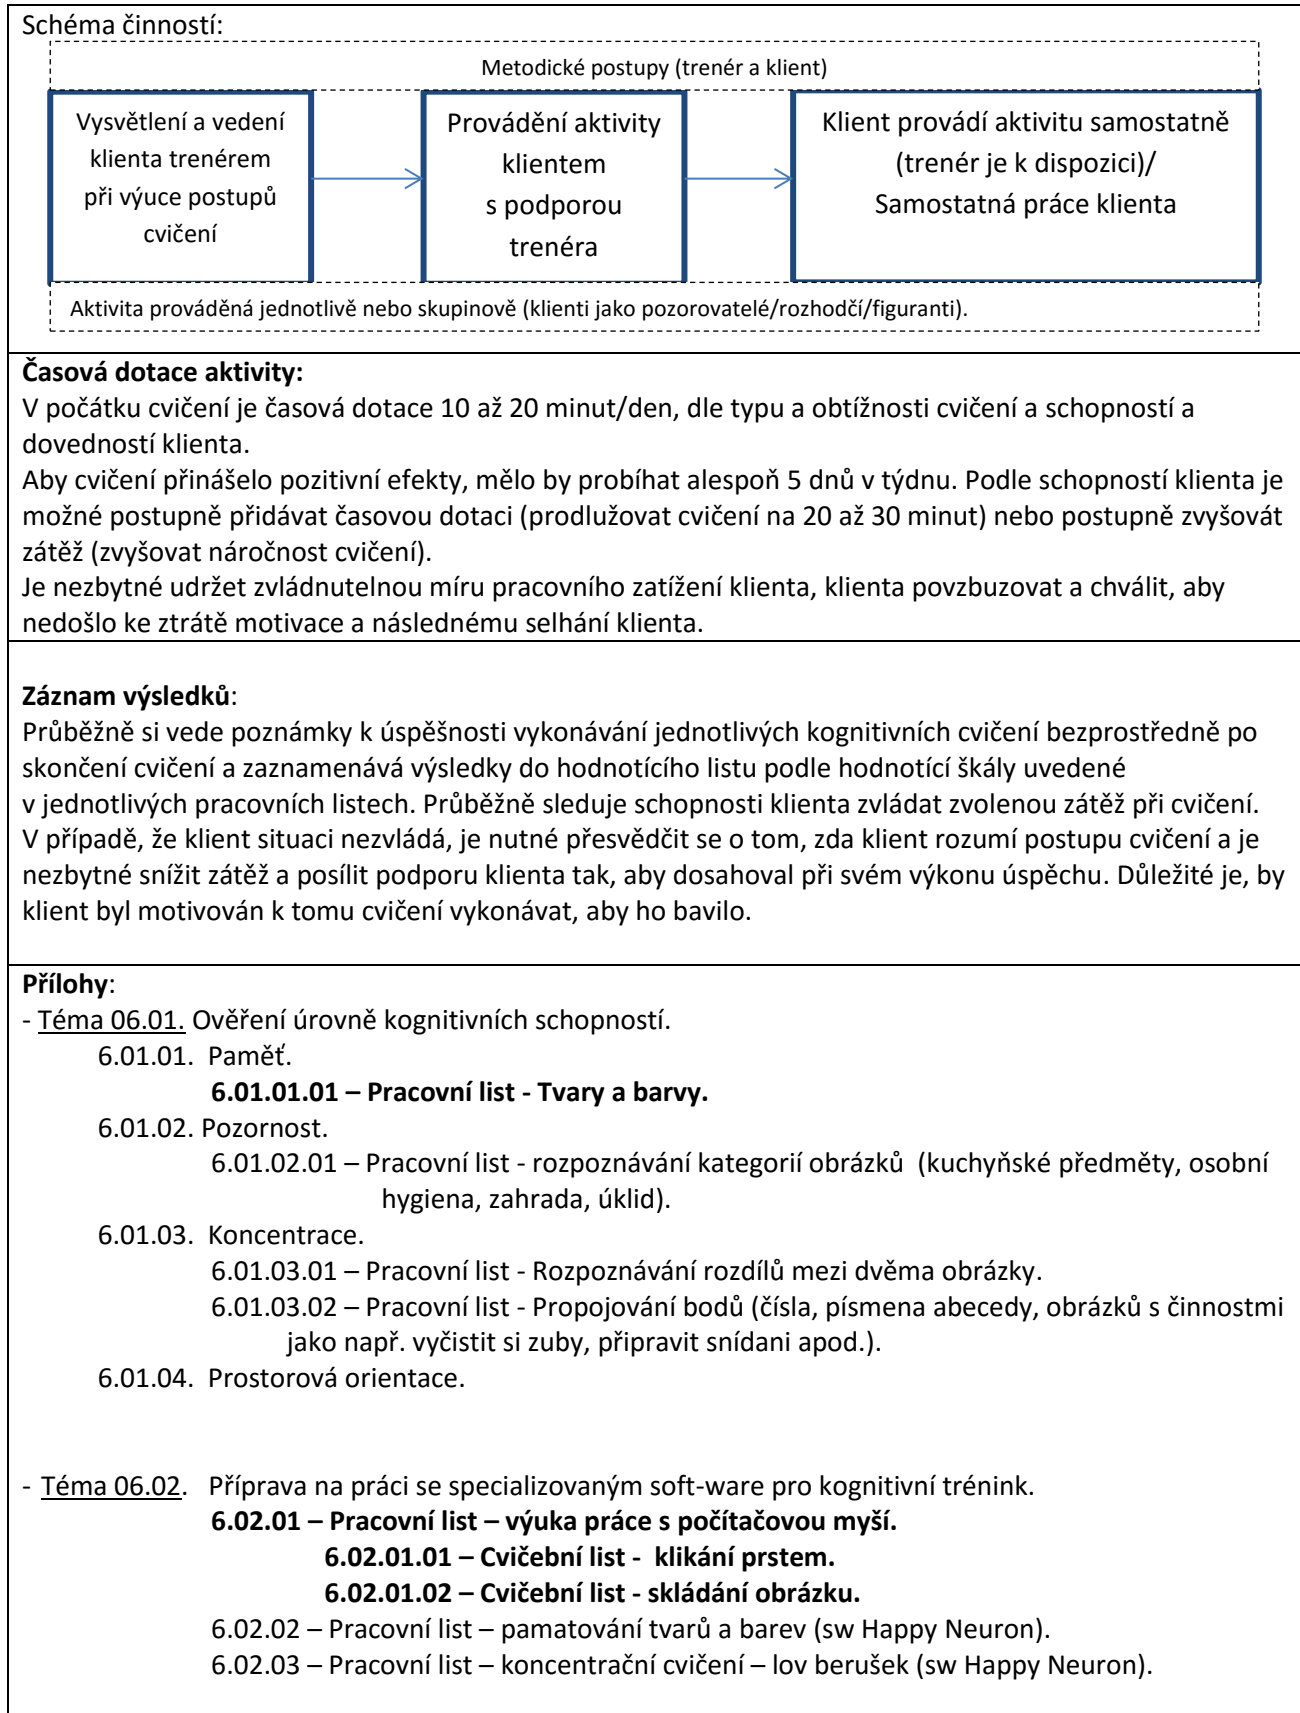 Schéma činností:
Metodické postupy (trenér a klient)
Vysvětlení a vedení
klienta trenérem
při výuce postupů
cvičení
Provádění aktivity
klientem
s podporou
trenéra
Klient provádí aktivitu samostatně
(trenér je k dispozici)/
Samostatná práce klienta
Aktivita prováděná jednotlivě nebo skupinově (klienti jako pozorovatelé/rozhodčí/figuranti).
Časová dotace aktivity:
V počátku cvičení je časová dotace 10 až 20 minut/den, dle typu a obtížnosti cvičení a schopností a
dovedností klienta.
Aby cvičení přinášelo pozitivní efekty, mělo by probíhat alespoň 5 dnů v týdnu. Podle schopností klienta je
možné postupně přidávat časovou dotaci (prodlužovat cvičení na 20 až 30 minut) nebo postupně zvyšovát
zátěž (zvyšovat náročnost cvičení).
Je nezbytné udržet zvládnutelnou míru pracovního zatížení klienta, klienta povzbuzovat a chválit, aby
nedošlo ke ztrátě motivace a následnému selhání klienta.
Záznam výsledků:
Průběžně si vede poznámky k úspěšnosti vykonávání jednotlivých kognitivních cvičení bezprostředně po
skončení cvičení a zaznamenává výsledky do hodnotícího listu podle hodnotící škály uvedené
v jednotlivých pracovních listech. Průběžně sleduje schopnosti klienta zvládat zvolenou zátěž při cvičení.
V případě, že klient situaci nezvládá, je nutné přesvědčit se o tom, zda klient rozumí postupu cvičení a je
nezbytné snížit zátěž a posílit podporu klienta tak, aby dosahoval při svém výkonu úspěchu. Důležité je, by
klient byl motivován k tomu cvičení vykonávat, aby ho bavilo.
Přílohy:
- Téma 06.01. Ověření úrovně kognitivních schopností.
6.01.01. Paměť.
6.01.01.01 – Pracovní list - Tvary a barvy.
6.01.02. Pozornost.
6.01.02.01 – Pracovní list - rozpoznávání kategorií obrázků (kuchyňské předměty, osobní
hygiena, zahrada, úklid).
6.01.03. Koncentrace.
6.01.03.01 – Pracovní list - Rozpoznávání rozdílů mezi dvěma obrázky.
6.01.03.02 – Pracovní list - Propojování bodů (čísla, písmena abecedy, obrázků s činnostmi
jako např. vyčistit si zuby, připravit snídani apod.).
6.01.04. Prostorová orientace.
- Téma 06.02. Příprava na práci se specializovaným soft-ware pro kognitivní trénink.
6.02.01 – Pracovní list – výuka práce s počítačovou myší.
6.02.01.01 – Cvičební list - klikání prstem.
6.02.01.02 – Cvičební list - skládání obrázku.
6.02.02 – Pracovní list – pamatování tvarů a barev (sw Happy Neuron).
6.02.03 – Pracovní list – koncentrační cvičení – lov berušek (sw Happy Neuron).